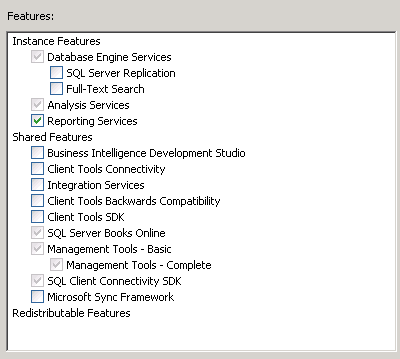 Features:
Instance Features
Database Engine Services
SQL Server Replication
Full-Text Search
Analysis Services
Reporting Services
Shared Features
Business Intelligence Development Studio
Client Tools Connectivity
Integration Services
Client Tools Backwards Compatibility
Client Tools SDK
SQL Server Books Online
Management Tools - Basic
Management Tools - Complete
SQL Client Connectivity SDK
Microsoft Sync Framework
Redistributable Features